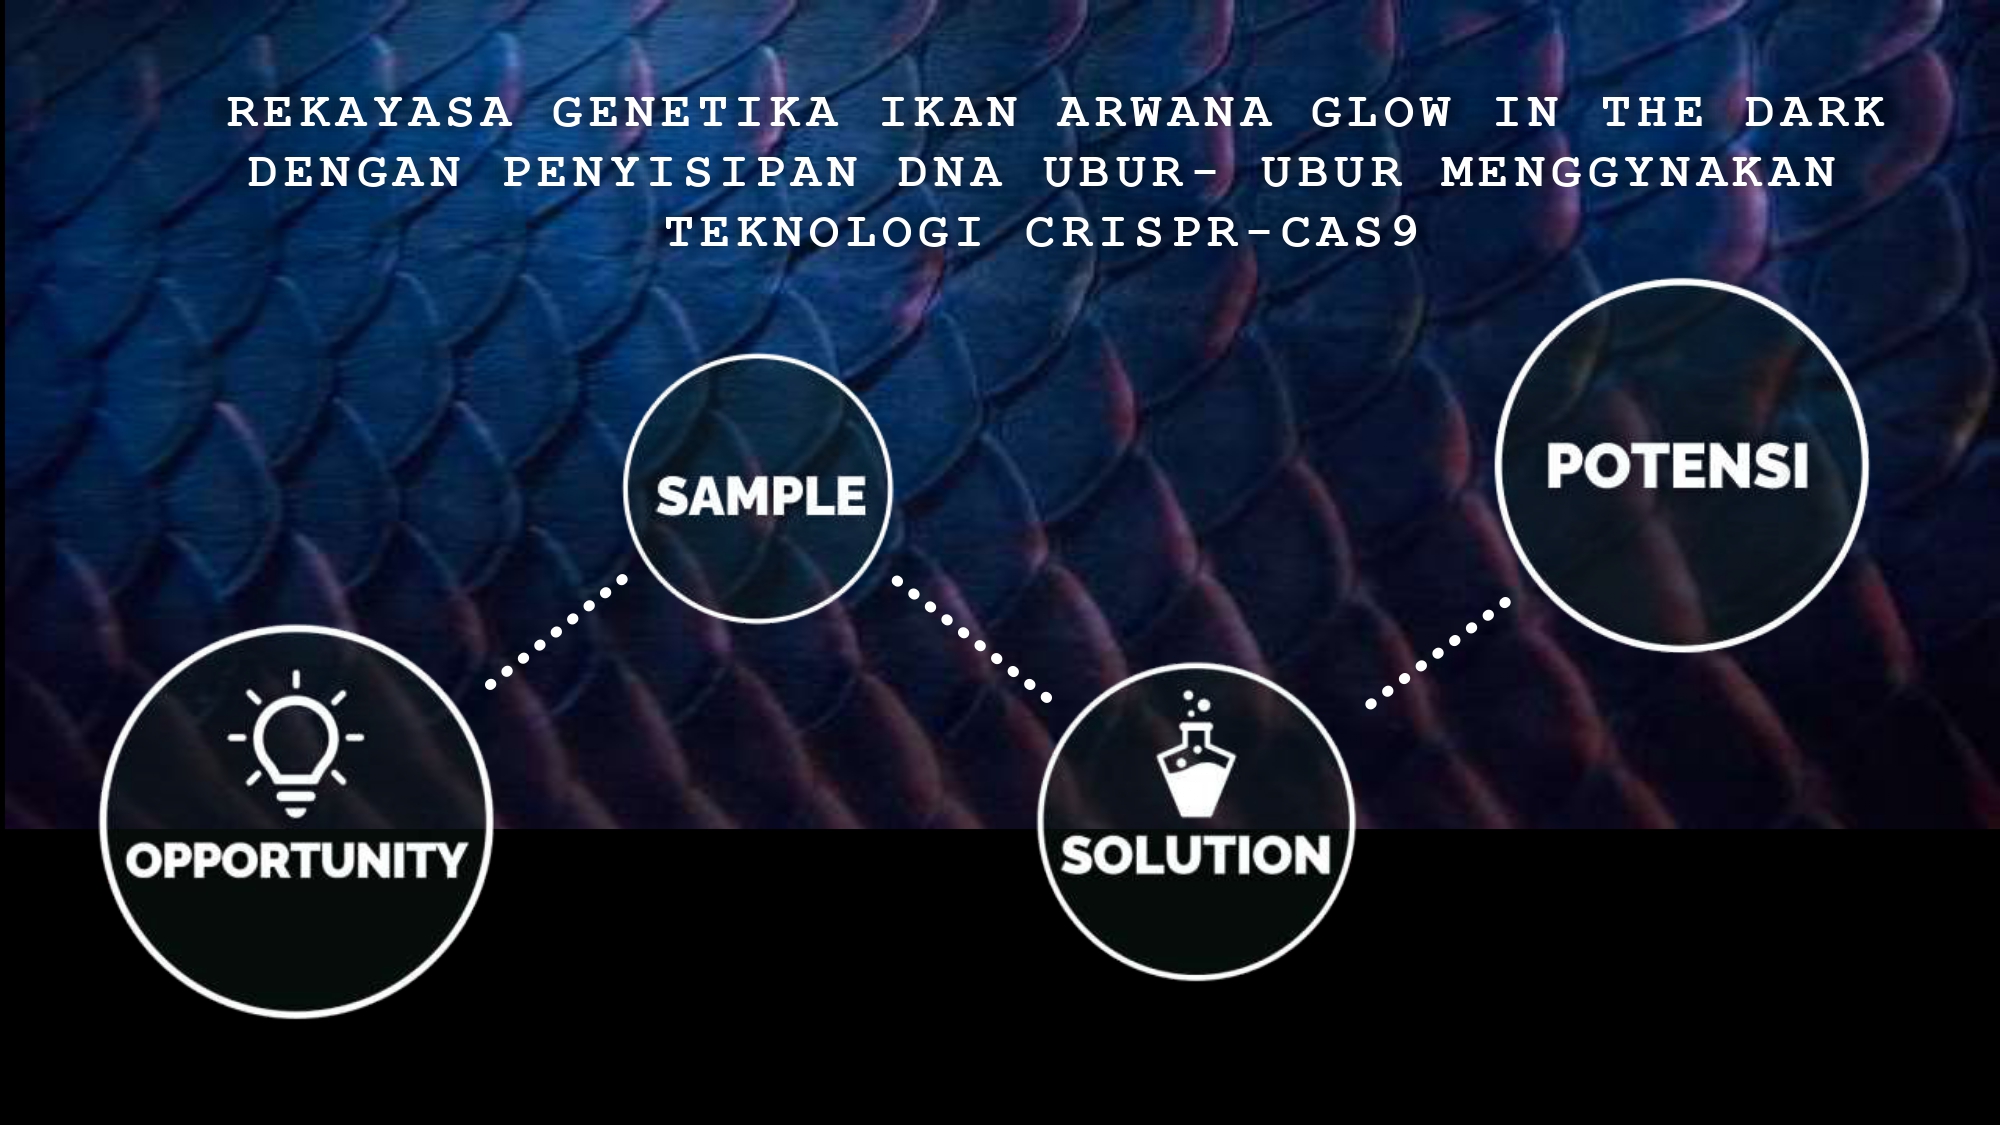 REKAYASA GENETIKA IKAN ARWANA GLOW IN THE DARK
DENGAN PENYISIPAN DNA UBUR- UBUR MENGGYNAKAN
TEKNOLOGI CRISPR-CAS9
SAMPLE
POTENSI
OPPORTUNITY
SOLUTION